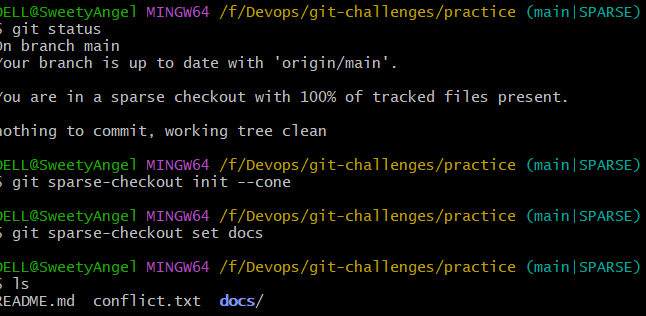 DELL@SweetyAngel MINGW64 /f/Devops/git-challenges/practice (main|SPARSE)
$ git status
On branch main
Your branch is up to date with 'origin/main'.
You are in a sparse checkout with 100% of tracked files present.
nothing to commit, working tree clean
DELL@SweetyAngel MINGW64 /f/Devops/git-challenges/practice (main|SPARSE)
$ git sparse-checkout init --cone
DELL@SweetyAngel MINGW64 /f/Devops/git-challenges/practice (main|SPARSE)
$ git sparse-checkout set docs
DELL@SweetyAngel MINGW64 /f/Devops/git-challenges/practice (main|SPARSE)
$ ls
README.md  conflict.txt  docs/